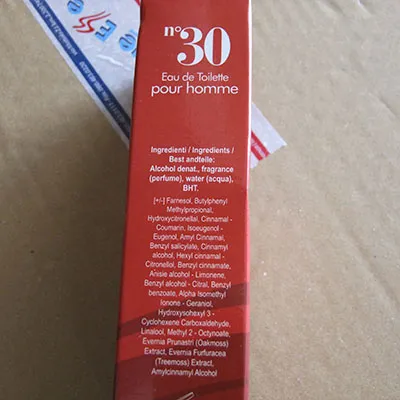 n°30
Eau de Toilette
pour homme
Ingredienti / Ingredients /
Best andteile:
Alcohol denat., fragrance
(perfume), water (acqua),
BHT.
[+/-] Farnesol, Butylphenyl
Methylpropional,
Hydroxycitronellal, Cinnamal -
Coumarin, Isoeugenol -
Eugenol, Amyl Cinnamal,
Benzyl salicylate, Cinnamyl
alcohol, Hexyl cinnamal -
Citronellol, Benzyl cinnamate,
Anisie alcohol - Limonene,
Benzyl alcohol - Citral, Benzyl
benzoate, Alpha Isomethyl
Ionone - Geraniol,
Hydroxysohexyl 3 -
Cyclohexene Carboxaldehyde,
Linalool, Methyl 2 - Octynoate,
Evernia Prunastri (Oakmoss)
Extract, Evernia Furfuracea
(Treemoss) Extract,
Amylcinnamyl Alcohol